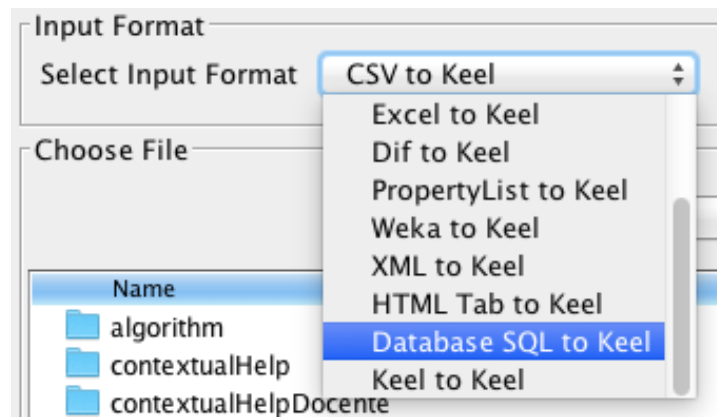 Input Format
Select Input Format CSV to Keel
Excel to Keel
Dif to Keel
PropertyList to Keel
Weka to Keel
XML to Keel
HTML Tab to Keel
Database SQL to Keel
Keel to Keel
Choose File
Name
algorithm
contextualHelp
contextualHelpDocente